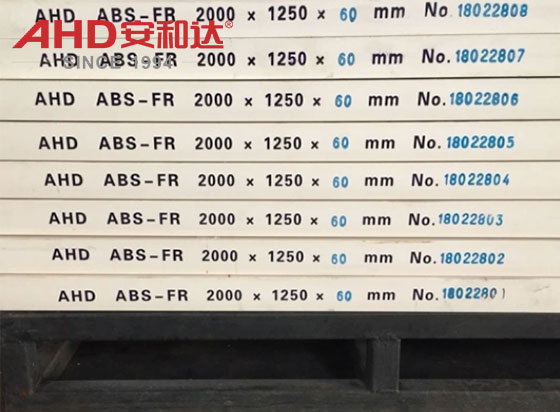 AHD ABS-FR 2000 × 1250 × 60 mm No. 18022808
AHD安和达®
SINCE 1994
AHD ABS-FR 2000 × 1250 × 60 mm No. 18022807
AHD ABS-FR 2000 × 1250 × 60 mm No. 18022806
AHD ABS-FR 2000 × 1250 × 60 mm No. 18022805
AHD ABS-FR 2000 × 1250 × 60 mm No. 18022804
AHD ABS-FR 2000 × 1250 × 60 mm No. 18022803
AHD ABS-FR 2000 × 1250 × 60 mm No. 18022802
AHD ABS-FR 2000 × 1250 × 60 mm No. 18022801